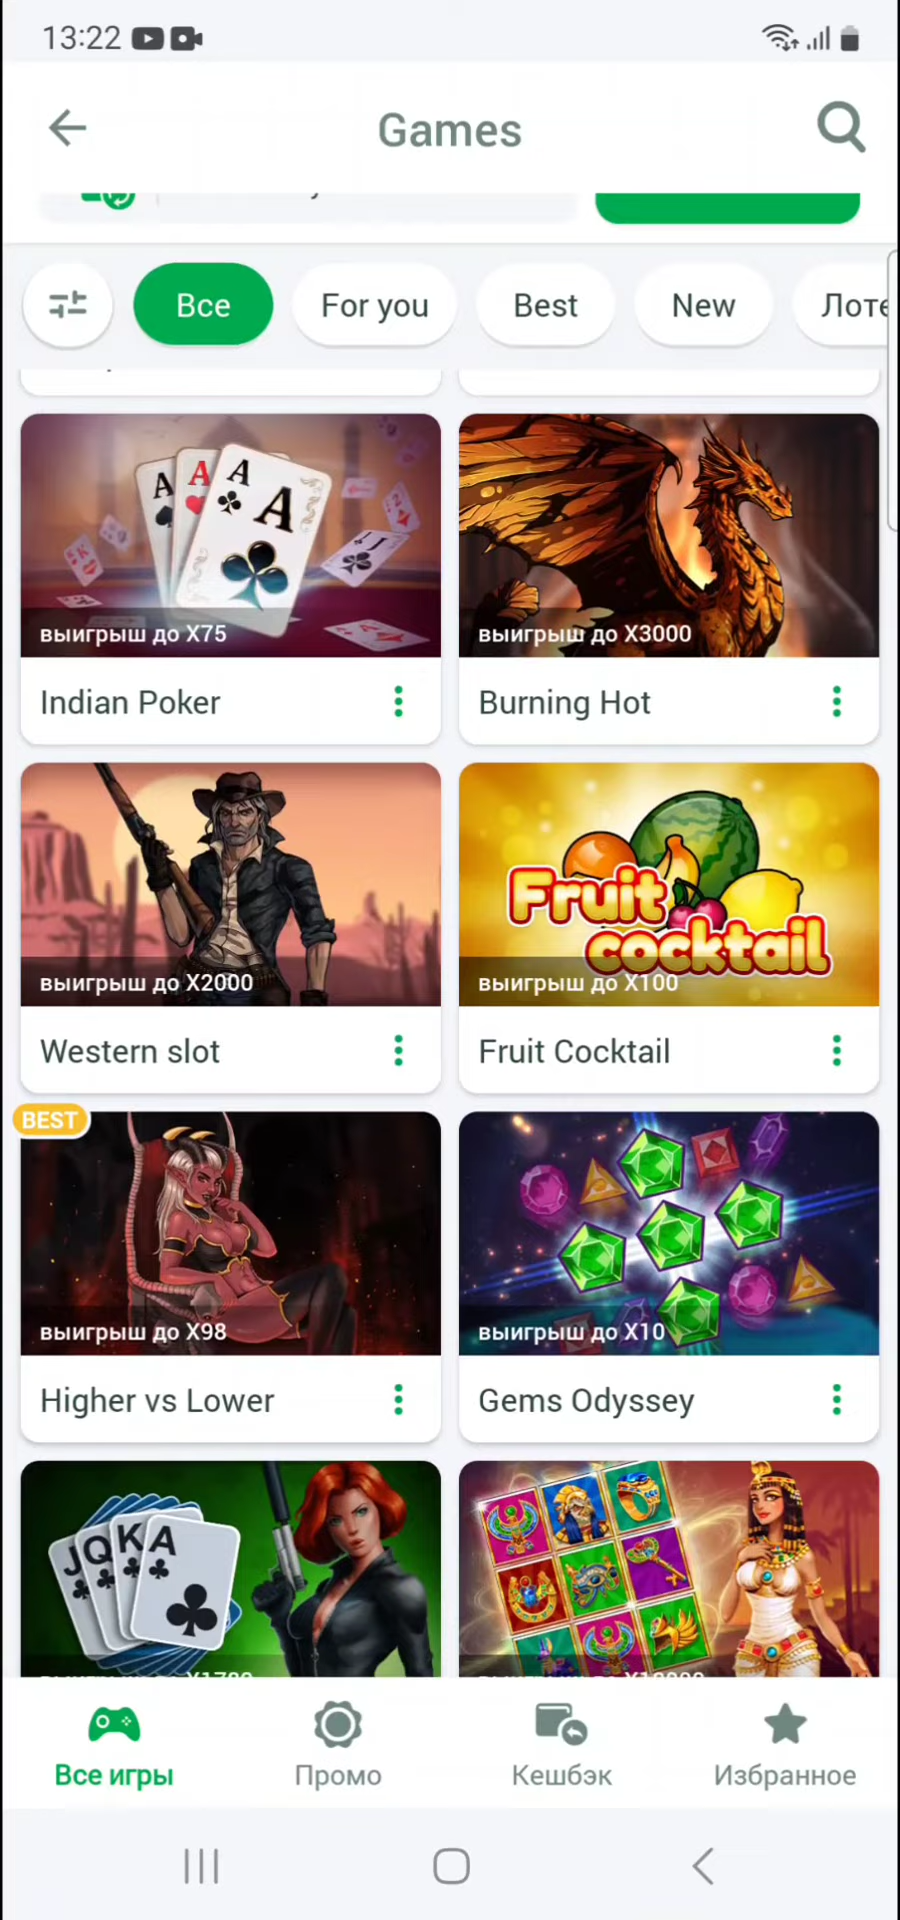 13:22
Games
Все
For you
Best
New
Лоте
выигрыш до X75
Indian Poker
выигрыш до X3000
Burning Hot
выигрыш до X2000
Western slot
Fruit cocktail
выигрыш до X100
Fruit Cocktail
BEST
выигрыш до X98
Higher vs Lower
выигрыш до X10
Gems Odyssey
J Q K A
Все игры
Промо
Кешбэк
Избранное